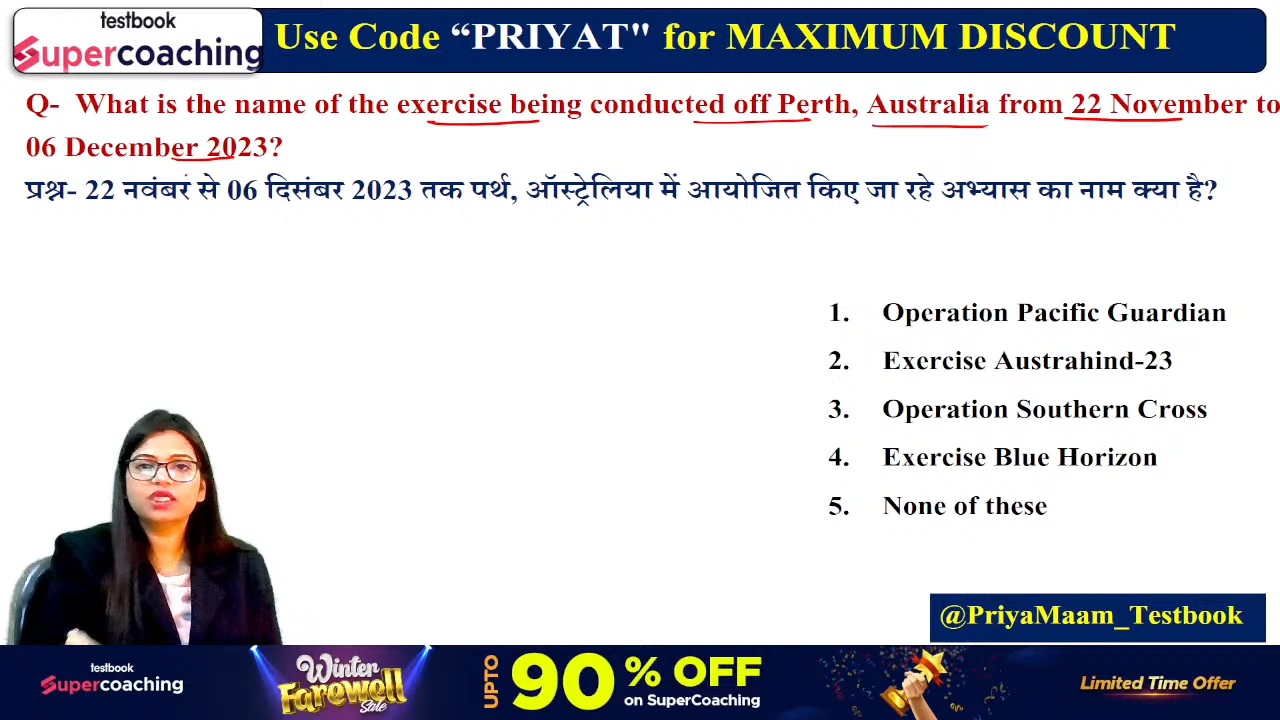 testbook
Supercoaching
Use Code “PRIYAT" for MAXIMUM DISCOUNT
Q- What is the name of the exercise being conducted off Perth, Australia from 22 November to
06 December 2023?
प्रश्न- 22 नवंबर से 06 दिसंबर 2023 तक पर्थ, ऑस्ट्रेलिया में आयोजित किए जा रहे अभ्यास का नाम क्या है?
1. Operation Pacific Guardian
2. Exercise Austrahind-23
3. Operation Southern Cross
4. Exercise Blue Horizon
5. None of these
@PriyaMaam_Testbook
testbook
Supercoaching
Winter
Farewell
Sale
UPTO 90 % OFF
on SuperCoaching
Limited Time Offer